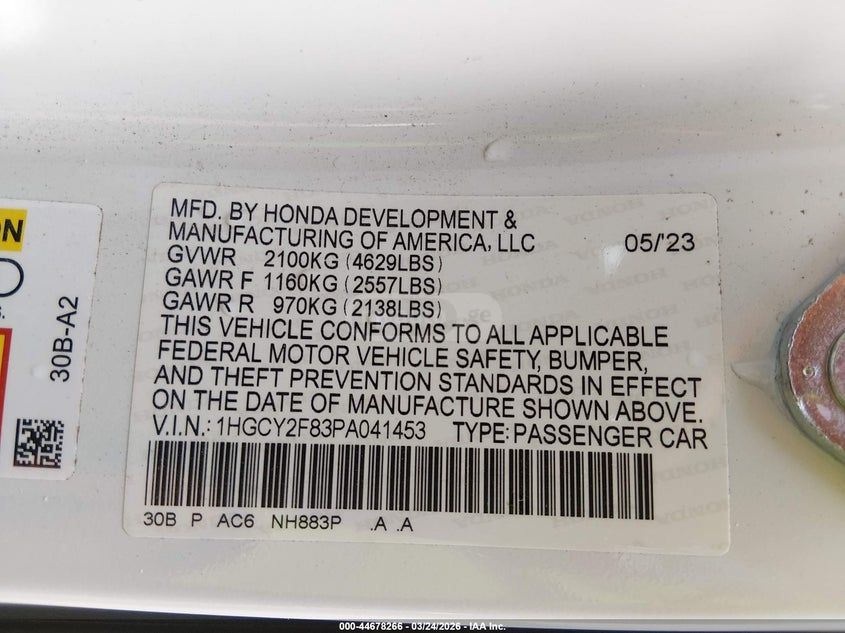 MFD. BY HONDA DEVELOPMENT &
MANUFACTURING OF AMERICA, LLC 05/'23
GVWR 2100KG (4629LBS)
GAWR F 1160KG (2557LBS)
GAWR R 970KG (2138LBS)
THIS VEHICLE CONFORMS TO ALL APPLICABLE
FEDERAL MOTOR VEHICLE SAFETY, BUMPER,
AND THEFT PREVENTION STANDARDS IN EFFECT
ON THE DATE OF MANUFACTURE SHOWN ABOVE.
V.I.N.: 1HGCY2F83PA041453 TYPE: PASSENGER CAR
30B P AC6 NH883P .A .A
30B-A2
000-44678266 - 03/24/2026 - IAA Inc.